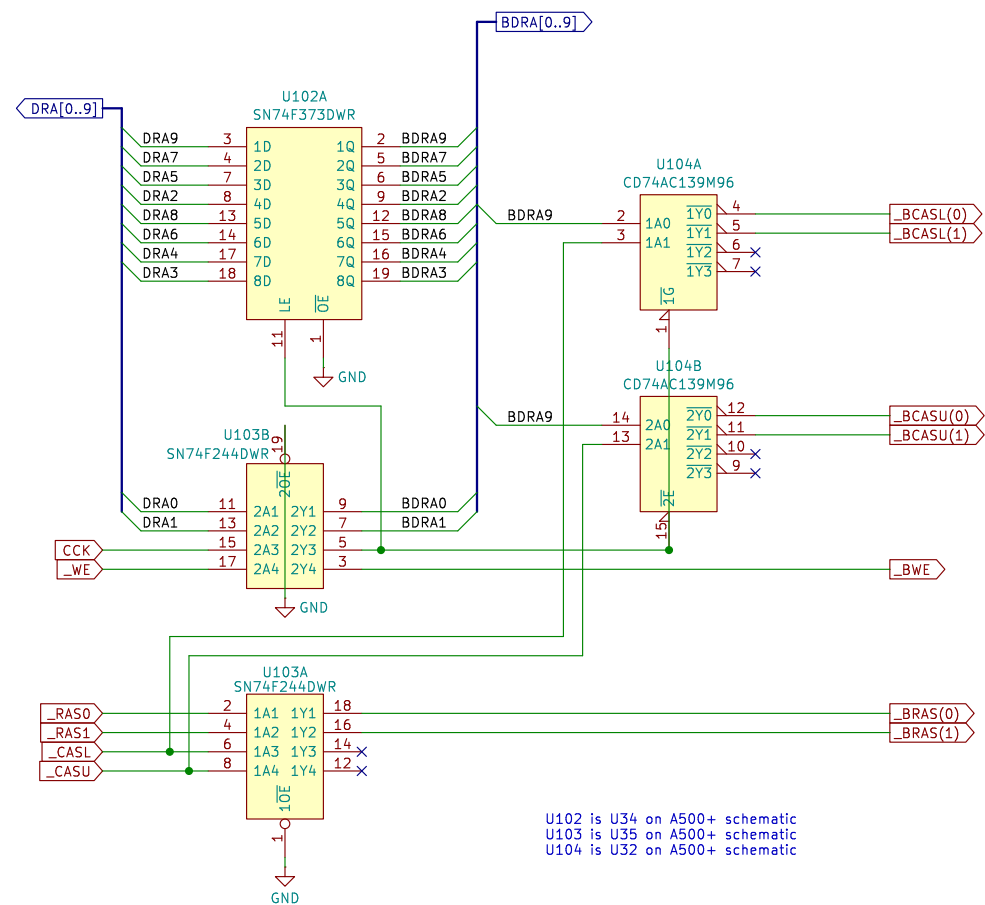 BDRA[0..9]
DRA[0..9]
U102A
SN74F373DWR
DRA9 3 1D 1Q 2 BDRA9
DRA7 4 2D 2Q 5 BDRA7
DRA5 7 3D 3Q 6 BDRA5
DRA2 8 4D 4Q 9 BDRA2
DRA8 13 5D 5Q 12 BDRA8
DRA6 14 6D 6Q 15 BDRA6
DRA4 17 7D 7Q 16 BDRA4
DRA3 18 8D 8Q 19 BDRA3
LE OE
11 1
GND
U104A
CD74AC139M96
BDRA9 2 1A0 1Y0 4 _BCASL(0)
3 1A1 1Y1 5 _BCASL(1)
1Y2 6
1Y3 7
1G
1
U104B
CD74AC139M96
BDRA9 14 2A0 2Y0 12 _BCASU(0)
13 2A1 2Y1 11 _BCASU(1)
2Y2 10
2Y3 9
2E
15
U103B
SN74F244DWR
19
2OE
DRA0 11 2A1 2Y1 9 BDRA0
DRA1 13 2A2 2Y2 7 BDRA1
CCK 15 2A3 2Y3 5
_WE 17 2A4 2Y4 3 _BWE
GND
U103A
SN74F244DWR
_RAS0 2 1A1 1Y1 18 _BRAS(0)
_RAS1 4 1A2 1Y2 16 _BRAS(1)
_CASL 6 1A3 1Y3 14
_CASU 8 1A4 1Y4 12
1OE
1
GND
U102 is U34 on A500+ schematic
U103 is U35 on A500+ schematic
U104 is U32 on A500+ schematic